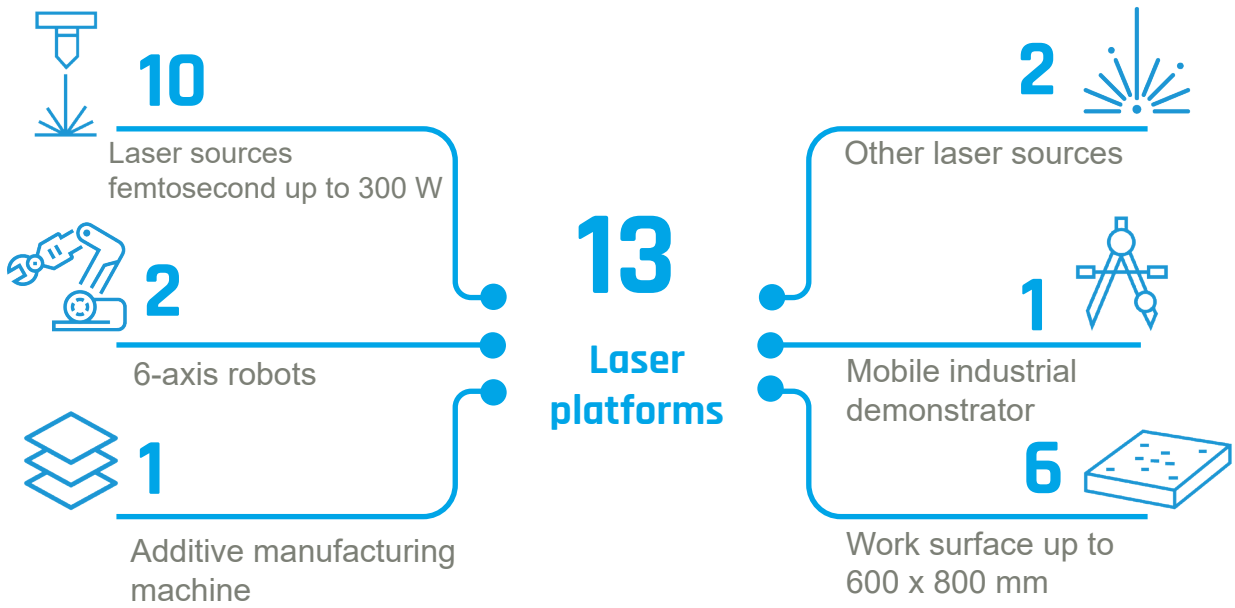 10
Laser sources
femtosecond up to 300 W
2
6-axis robots
1
Additive manufacturing
machine
13
Laser
platforms
2
Other laser sources
1
Mobile industrial
demonstrator
6
Work surface up to
600 x 800 mm